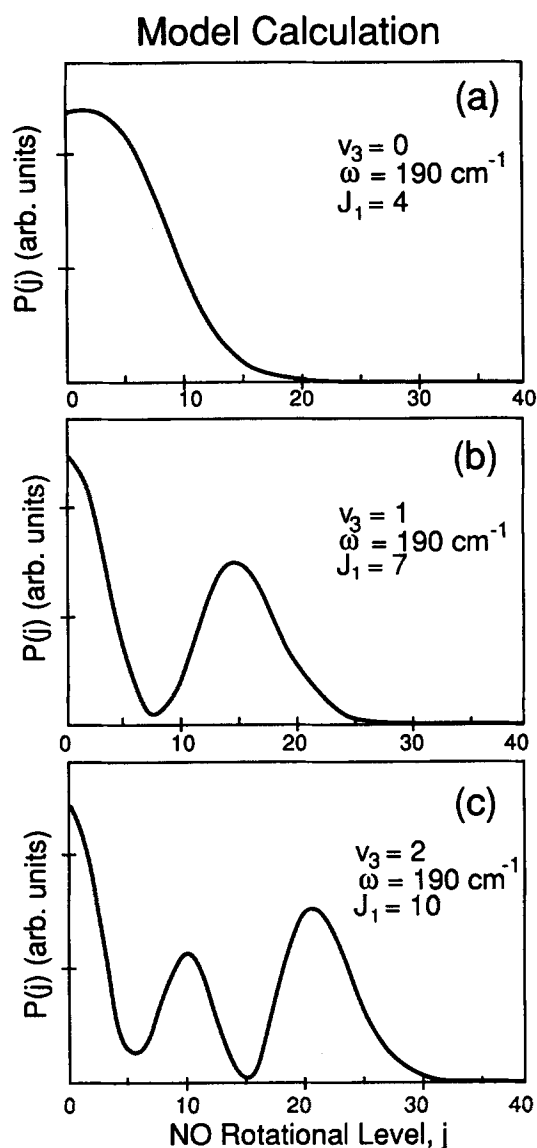 Model Calculation
(a)
v₃ = 0
ω = 190 cm⁻¹
J₁ = 4
P(j) (arb. units)
0 10 20 30 40
(b)
v₃ = 1
ω = 190 cm⁻¹
J₁ = 7
P(j) (arb. units)
0 10 20 30 40
(c)
v₃ = 2
ω = 190 cm⁻¹
J₁ = 10
P(j) (arb. units)
0 10 20 30 40
NO Rotational Level, j